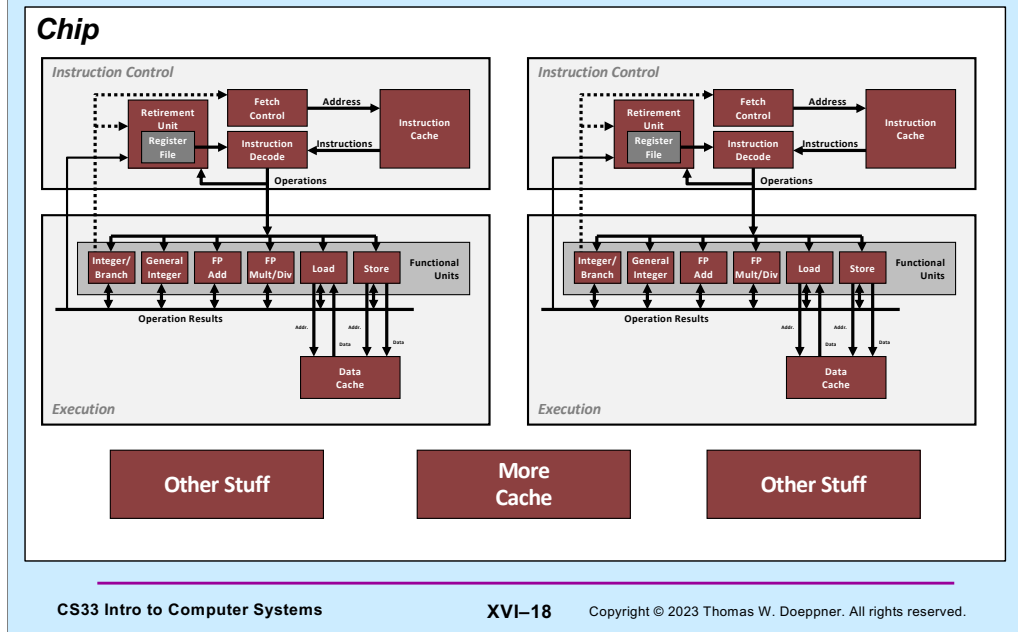 Chip
Instruction Control
Fetch
Control
Address
Instruction
Cache
Retirement
Unit
Register
File
Instruction
Decode
Instructions
Operations
Integer/
Branch
General
Integer
FP
Add
FP
Mult/Div
Load
Store
Functional
Units
Operation Results
Addr.
Data
Addr.
Data
Data
Cache
Execution
Instruction Control
Fetch
Control
Address
Instruction
Cache
Retirement
Unit
Register
File
Instruction
Decode
Instructions
Operations
Integer/
Branch
General
Integer
FP
Add
FP
Mult/Div
Load
Store
Functional
Units
Operation Results
Addr.
Data
Addr.
Data
Data
Cache
Execution
Other Stuff
More
Cache
Other Stuff
CS33 Intro to Computer Systems
XVI–18
Copyright © 2023 Thomas W. Doeppner. All rights reserved.